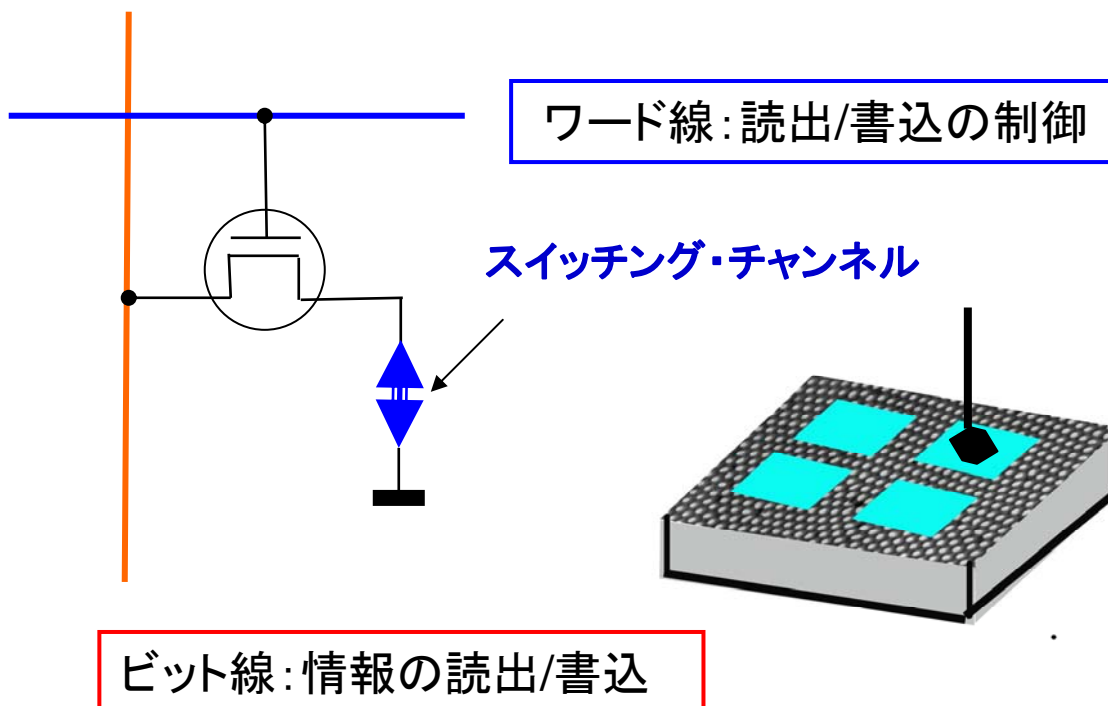 ワード線：読出/書込の制御
スイッチング・チャンネル
ビット線：情報の読出/書込